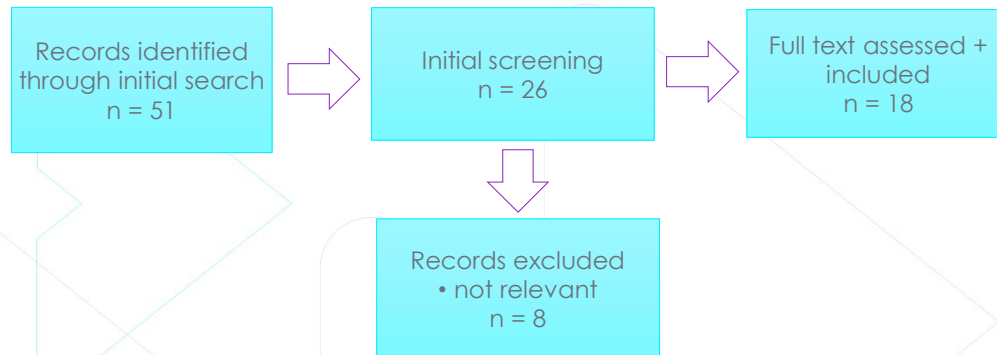 Records identified
through initial search
n = 51
Initial screening
n = 26
Full text assessed +
included
n = 18
Records excluded
• not relevant
n = 8